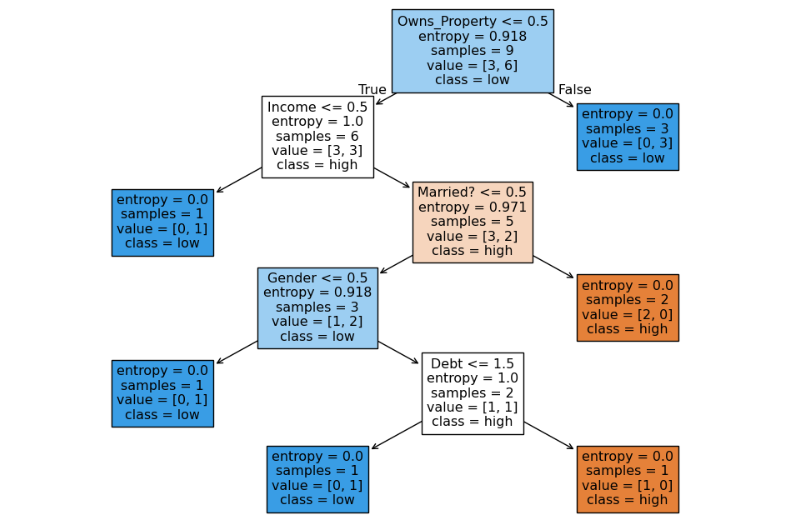 Owns_Property <= 0.5
entropy = 0.918
samples = 9
value = [3, 6]
class = low
True
False
Income <= 0.5
entropy = 1.0
samples = 6
value = [3, 3]
class = high
entropy = 0.0
samples = 3
value = [0, 3]
class = low
entropy = 0.0
samples = 1
value = [0, 1]
class = low
Married? <= 0.5
entropy = 0.971
samples = 5
value = [3, 2]
class = high
Gender <= 0.5
entropy = 0.918
samples = 3
value = [1, 2]
class = low
entropy = 0.0
samples = 2
value = [2, 0]
class = high
entropy = 0.0
samples = 1
value = [0, 1]
class = low
Debt <= 1.5
entropy = 1.0
samples = 2
value = [1, 1]
class = high
entropy = 0.0
samples = 1
value = [0, 1]
class = low
entropy = 0.0
samples = 1
value = [1, 0]
class = high